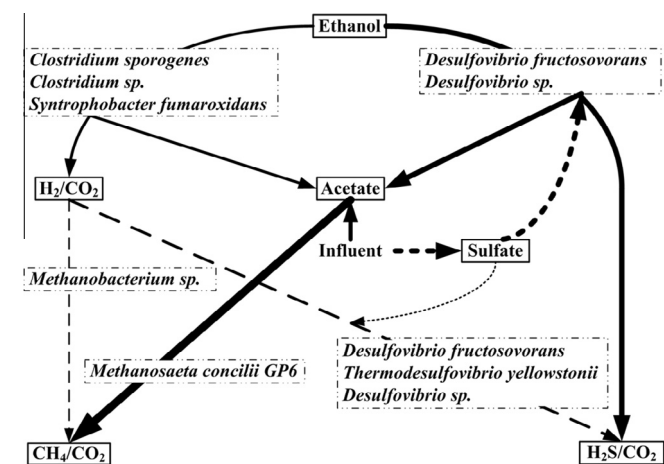 Ethanol
Clostridium sporogenes
Clostridium sp.
Syntrophobacter fumaroxidans
Desulfovibrio fructosovorans
Desulfovibrio sp.
H2/CO2
Acetate
Influent
Sulfate
Methanobacterium sp.
Desulfovibrio fructosovorans
Thermodesulfovibrio yellowstonii
Desulfovibrio sp.
Methanosaeta concilii GP6
CH4/CO2
H2S/CO2